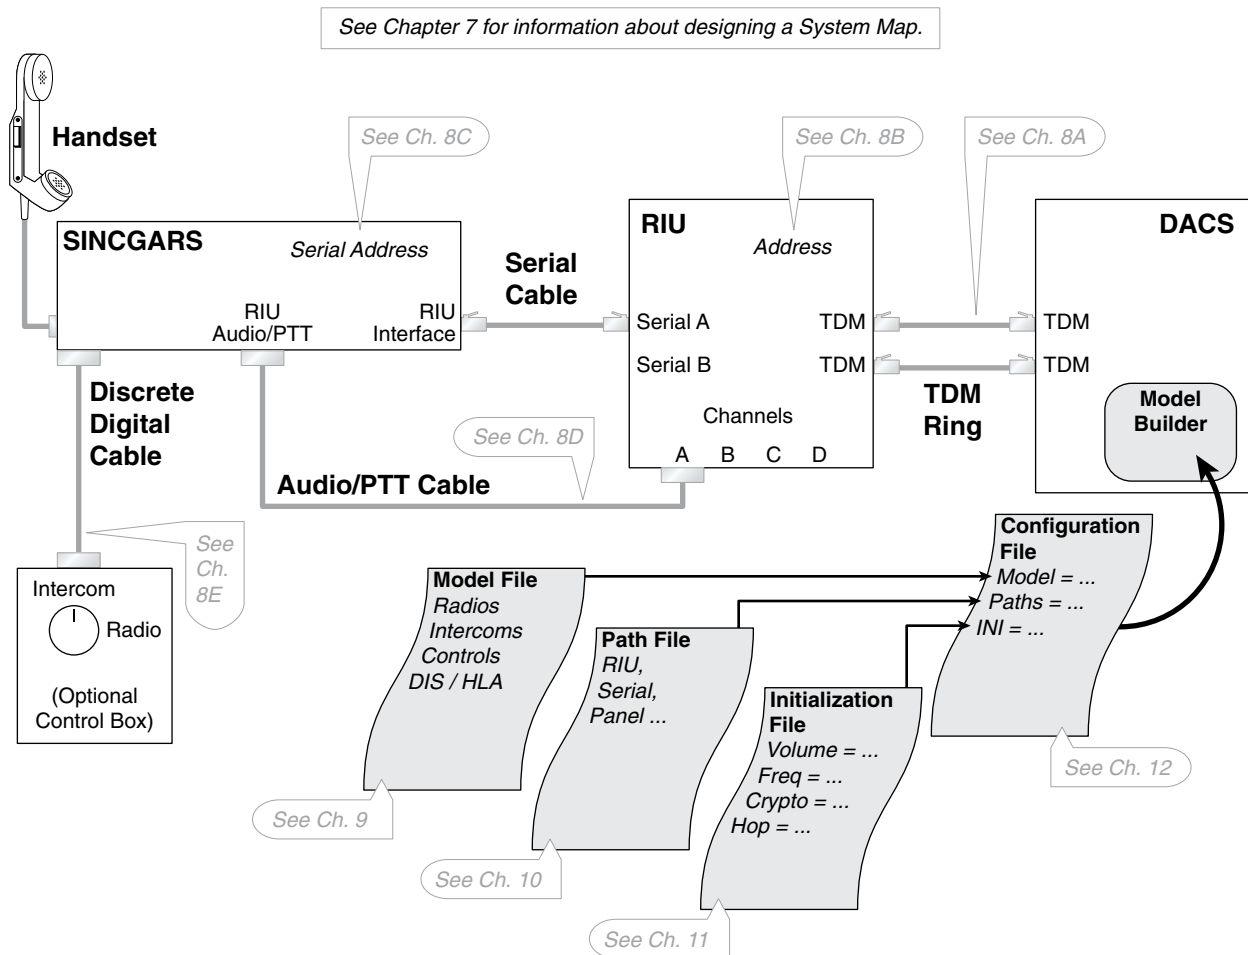 See Chapter 7 for information about designing a System Map.
Handset
See Ch. 8C
See Ch. 8B
See Ch. 8A
SINCGARS
Serial Address
RIU
Audio/PTT
RIU
Interface
Serial
Cable
RIU
Address
Serial A
TDM
Serial B
TDM
Channels
A B C D
DACS
TDM
TDM
TDM
Ring
Model
Builder
Discrete
Digital
Cable
See Ch. 8D
Audio/PTT Cable
See
Ch.
8E
Intercom
Radio
(Optional
Control Box)
Model File
Radios
Intercoms
Controls
DIS / HLA
See Ch. 9
Path File
RIU,
Serial,
Panel ...
See Ch. 10
Initialization
File
Volume = ...
Freq = ...
Crypto = ...
Hop = ...
See Ch. 11
Configuration
File
Model = ...
Paths = ...
INI = ...
See Ch. 12